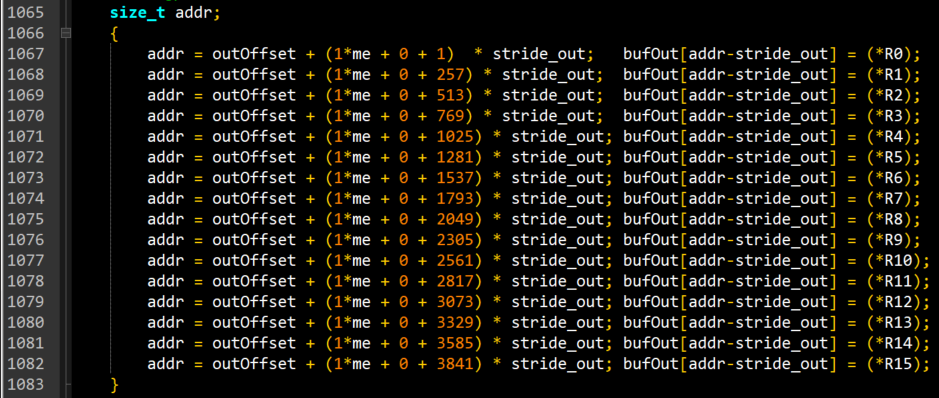 1065 size_t addr;
1066 {
1067 addr = outOffset + (1*me + 0 + 1)  * stride_out;  bufOut[addr-stride_out] = (*R0);
1068 addr = outOffset + (1*me + 0 + 257) * stride_out;  bufOut[addr-stride_out] = (*R1);
1069 addr = outOffset + (1*me + 0 + 513) * stride_out;  bufOut[addr-stride_out] = (*R2);
1070 addr = outOffset + (1*me + 0 + 769) * stride_out;  bufOut[addr-stride_out] = (*R3);
1071 addr = outOffset + (1*me + 0 + 1025) * stride_out; bufOut[addr-stride_out] = (*R4);
1072 addr = outOffset + (1*me + 0 + 1281) * stride_out; bufOut[addr-stride_out] = (*R5);
1073 addr = outOffset + (1*me + 0 + 1537) * stride_out; bufOut[addr-stride_out] = (*R6);
1074 addr = outOffset + (1*me + 0 + 1793) * stride_out; bufOut[addr-stride_out] = (*R7);
1075 addr = outOffset + (1*me + 0 + 2049) * stride_out; bufOut[addr-stride_out] = (*R8);
1076 addr = outOffset + (1*me + 0 + 2305) * stride_out; bufOut[addr-stride_out] = (*R9);
1077 addr = outOffset + (1*me + 0 + 2561) * stride_out; bufOut[addr-stride_out] = (*R10);
1078 addr = outOffset + (1*me + 0 + 2817) * stride_out; bufOut[addr-stride_out] = (*R11);
1079 addr = outOffset + (1*me + 0 + 3073) * stride_out; bufOut[addr-stride_out] = (*R12);
1080 addr = outOffset + (1*me + 0 + 3329) * stride_out; bufOut[addr-stride_out] = (*R13);
1081 addr = outOffset + (1*me + 0 + 3585) * stride_out; bufOut[addr-stride_out] = (*R14);
1082 addr = outOffset + (1*me + 0 + 3841) * stride_out; bufOut[addr-stride_out] = (*R15);
1083 }